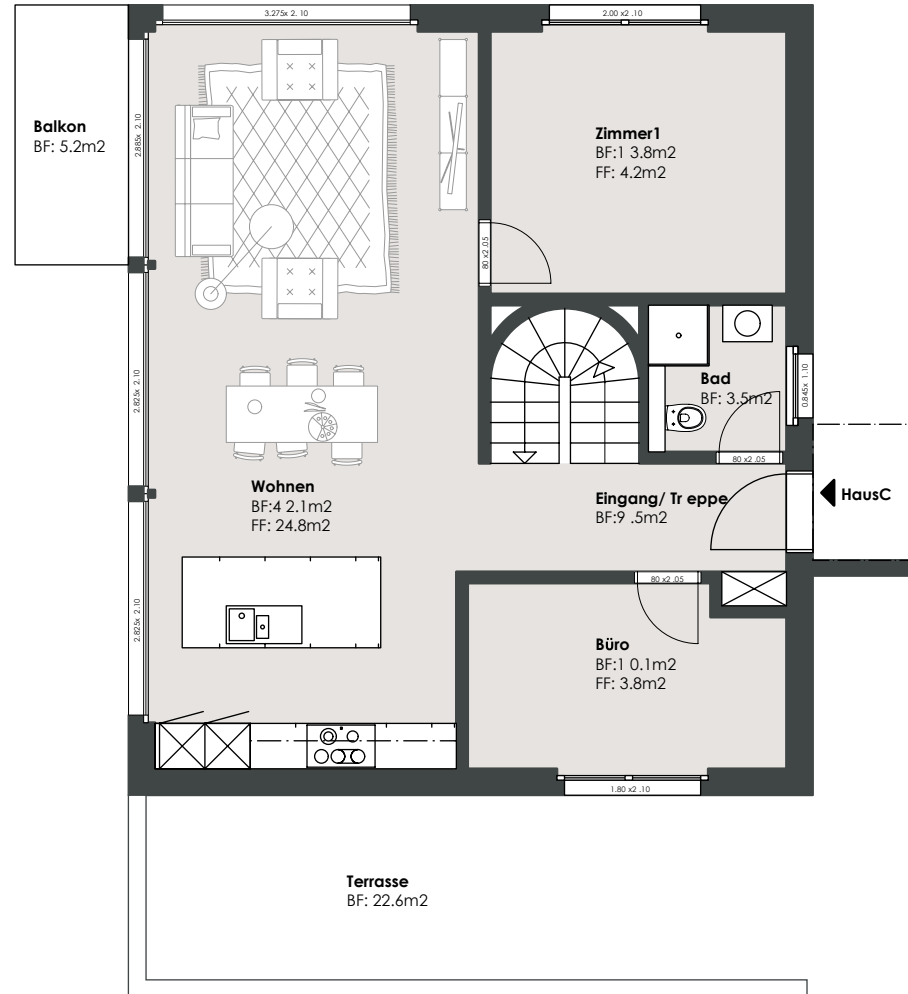 3.275x 2. 10
2.00 x2 .10
Balkon
BF: 5.2m2
2.885x 2.10
Zimmer1
BF:1 3.8m2
FF: 4.2m2
80 x2.05
2.825x 2.10
Bad
BF: 3.5m2
0.845x 1.10
80 x2 .05
Wohnen
BF:4 2.1m2
FF: 24.8m2
Eingang/ Tr eppe
BF:9 .5m2
HausC
80 x2 .05
2.825x 2.10
Büro
BF:1 0.1m2
FF: 3.8m2
1.80 x2 .10
Terrasse
BF: 22.6m2